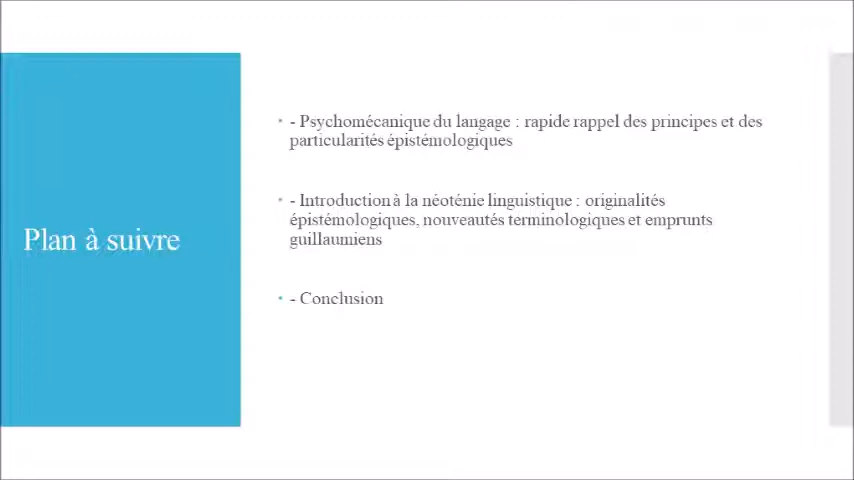 Plan à suivre
- Psychomécanique du langage : rapide rappel des principes et des
particularités épistémologiques
- Introduction à la néoténie linguistique : originalités
épistémologiques, nouveautés terminologiques et emprunts
guillaumiens
- Conclusion